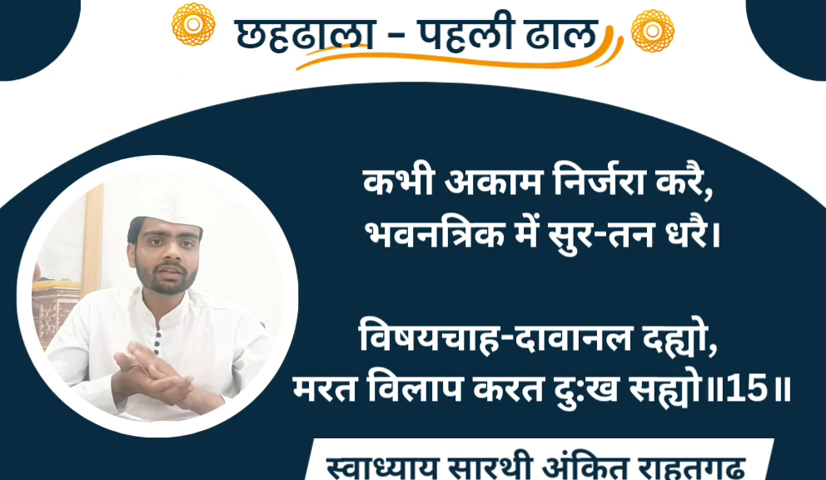 छहढाला – पहली ढाल
कभी अकाम निर्जरा करै,
भवनत्रिक में सुर-तन धरै।
विषयचाह-दावानल दह्यो,
मरत विलाप करत दु:ख सह्यो॥15॥
स्वाध्याय सारथी अंकित राहतगढ़